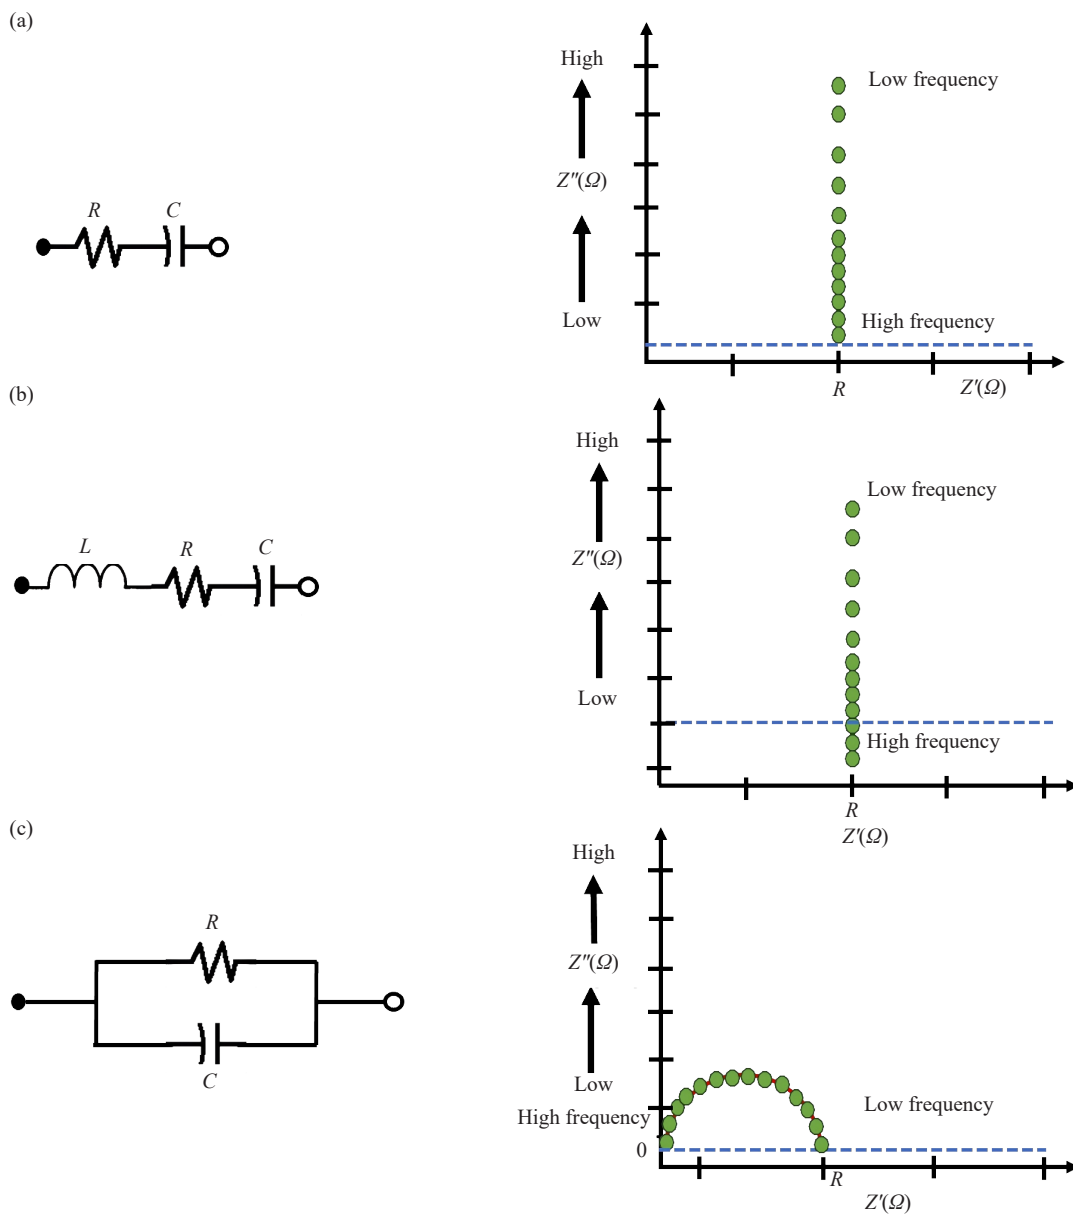 (a)
High
Low frequency
Z″(Ω)
R
C
High frequency
Low
R
Z′(Ω)
(b)
High
Low frequency
L
R
C
Z″(Ω)
Low
High frequency
R
Z′(Ω)
(c)
High
R
Z″(Ω)
C
Low
High frequency
Low frequency
0
R
Z′(Ω)